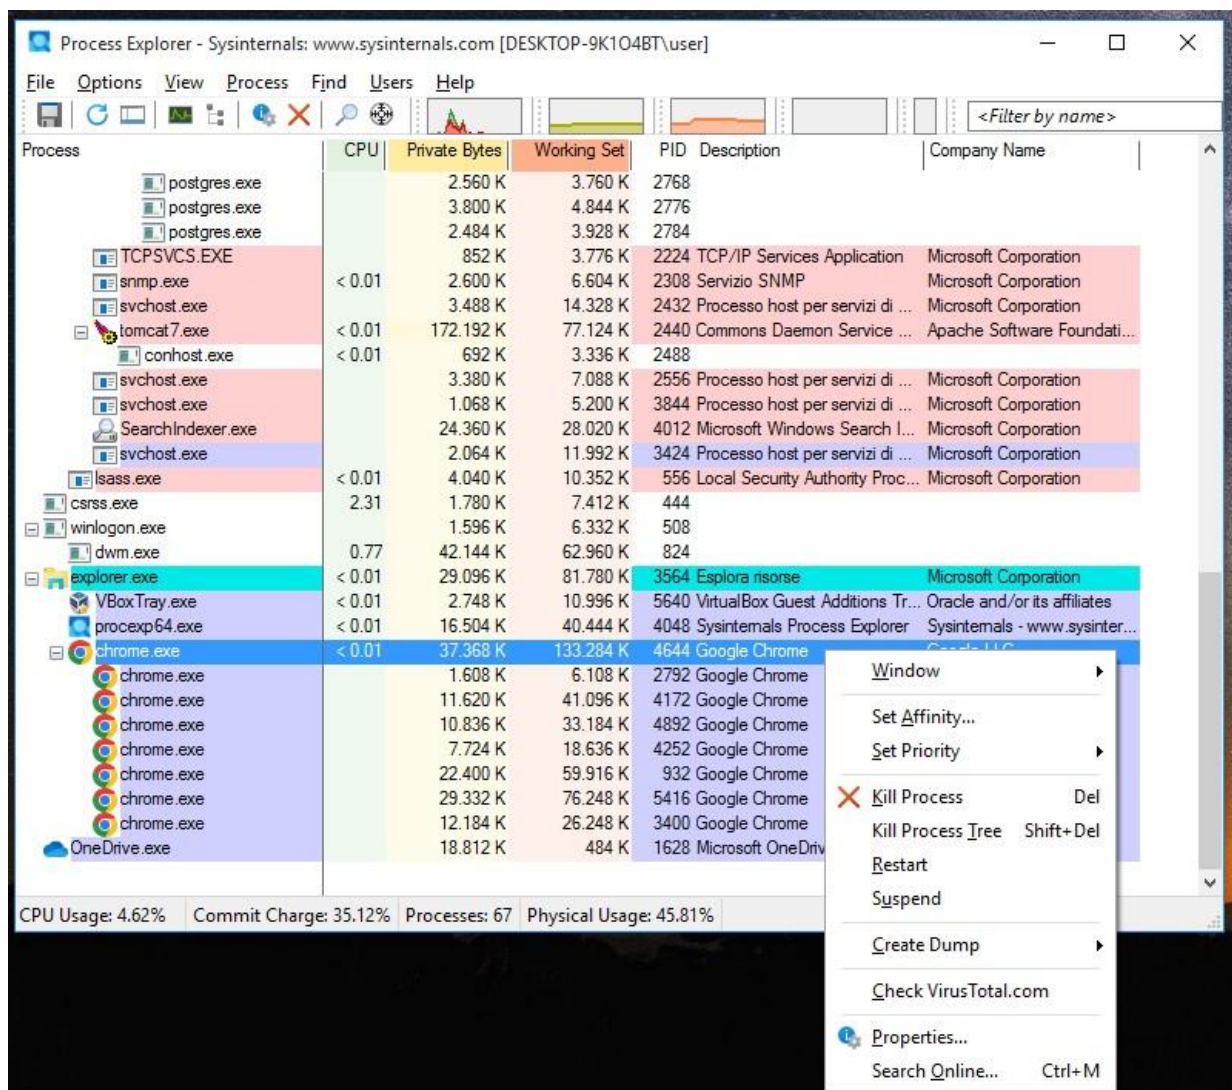 Process Explorer - Sysinternals: www.sysinternals.com [DESKTOP-9K1O4BT\user]
File Options View Process Find Users Help
<Filter by name>
Process CPU Private Bytes Working Set PID Description Company Name
postgres.exe 2.560 K 3.760 K 2768
postgres.exe 3.800 K 4.844 K 2776
postgres.exe 2.484 K 3.928 K 2784
TCPSVCS.EXE 852 K 3.776 K 2224 TCP/IP Services Application Microsoft Corporation
snmp.exe < 0.01 2.600 K 6.604 K 2308 Servizio SNMP Microsoft Corporation
svchost.exe 3.488 K 14.328 K 2432 Processo host per servizi di ... Microsoft Corporation
tomcat7.exe < 0.01 172.192 K 77.124 K 2440 Commons Daemon Service ... Apache Software Foundati...
conhost.exe < 0.01 692 K 3.336 K 2488
svchost.exe 3.380 K 7.088 K 2556 Processo host per servizi di ... Microsoft Corporation
svchost.exe 1.068 K 5.200 K 3844 Processo host per servizi di ... Microsoft Corporation
SearchIndexer.exe 24.360 K 28.020 K 4012 Microsoft Windows Search I... Microsoft Corporation
svchost.exe 2.064 K 11.992 K 3424 Processo host per servizi di ... Microsoft Corporation
lsass.exe < 0.01 4.040 K 10.352 K 556 Local Security Authority Proc... Microsoft Corporation
csrss.exe 2.31 1.780 K 7.412 K 444
winlogon.exe 1.596 K 6.332 K 508
dwm.exe 0.77 42.144 K 62.960 K 824
explorer.exe < 0.01 29.096 K 81.780 K 3564 Esplora risorse Microsoft Corporation
VBoxTray.exe < 0.01 2.748 K 10.996 K 5640 VirtualBox Guest Additions Tr... Oracle and/or its affiliates
procexp64.exe < 0.01 16.504 K 40.444 K 4048 Sysinternals Process Explorer Sysinternals - www.sysinter...
chrome.exe < 0.01 37.368 K 133.284 K 4644 Google Chrome
chrome.exe 1.608 K 6.108 K 2792 Google Chrome
chrome.exe 11.620 K 41.096 K 4172 Google Chrome
chrome.exe 10.836 K 33.184 K 4892 Google Chrome
chrome.exe 7.724 K 18.636 K 4252 Google Chrome
chrome.exe 22.400 K 59.916 K 932 Google Chrome
chrome.exe 29.332 K 76.248 K 5416 Google Chrome
chrome.exe 12.184 K 26.248 K 3400 Google Chrome
OneDrive.exe 18.812 K 484 K 1628 Microsoft OneDriv
CPU Usage: 4.62% Commit Charge: 35.12% Processes: 67 Physical Usage: 45.81%
Window
Set Affinity...
Set Priority
Kill Process Del
Kill Process Tree Shift+Del
Restart
Suspend
Create Dump
Check VirusTotal.com
Properties...
Search Online... Ctrl+M